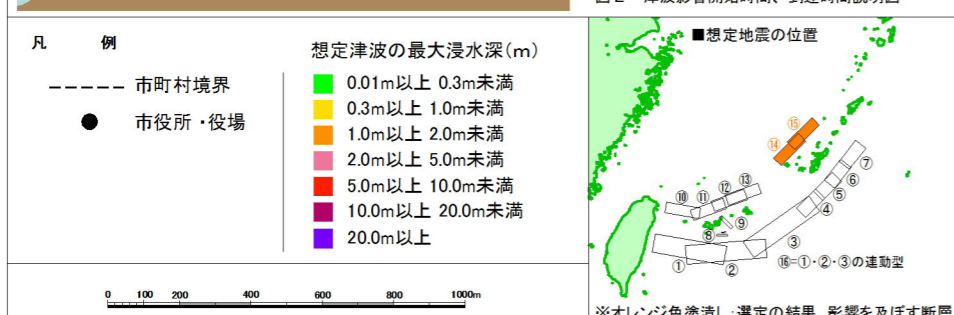 図2 津波影響開始時間、到達時間説明図
凡 例
市町村境界
市役所・役場
想定津波の最大浸水深(m)
0.01m以上 0.3m未満
0.3m以上 1.0m未満
1.0m以上 2.0m未満
2.0m以上 5.0m未満
5.0m以上 10.0m未満
10.0m以上 20.0m未満
20.0m以上
0 100 200 400 600 800 1000m
■想定地震の位置
⑮
⑭
⑦
⑥
⑤
④
⑬
⑫
⑪
⑩
⑨
⑧
③
①
②
⑯=①・②・③の連動型
※オレンジ色塗潰し:選定の結果、影響を及ぼす断層